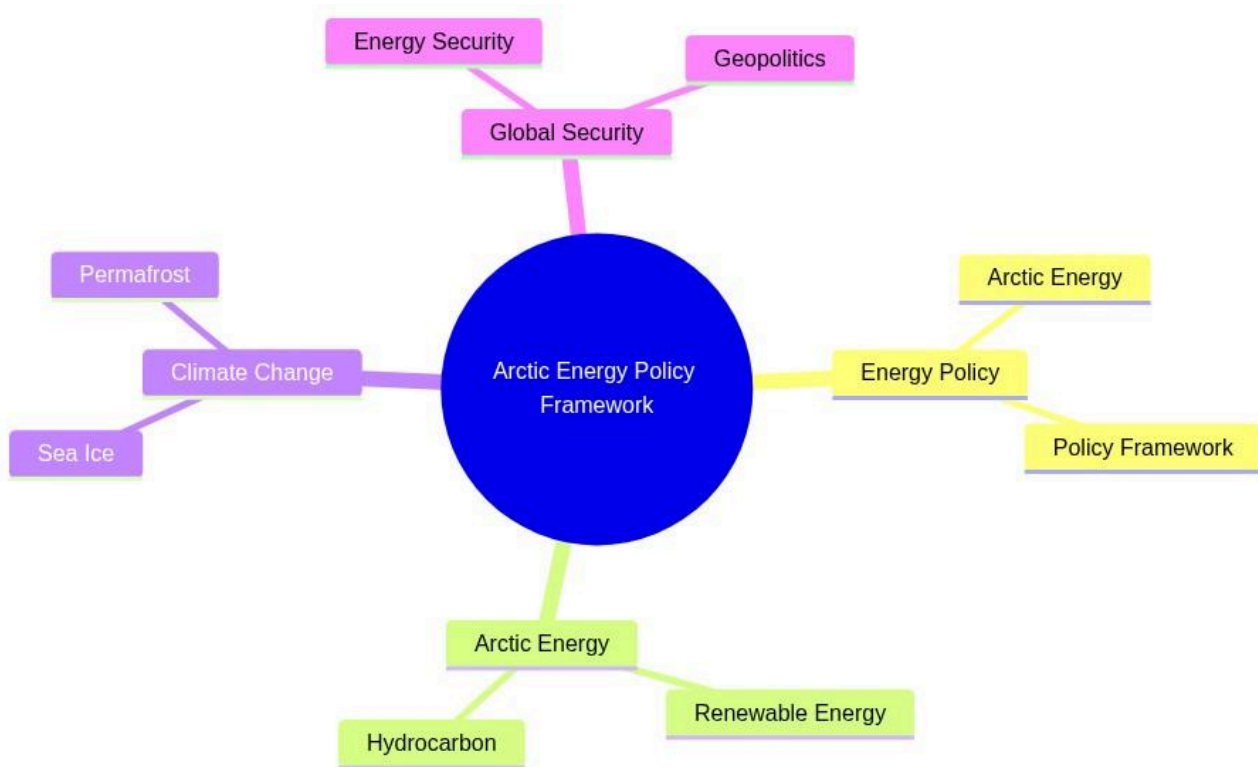 Energy Security
Geopolitics
Global Security
Permafrost
Arctic Energy
Climate Change
Arctic Energy Policy
Framework
Energy Policy
Sea Ice
Policy Framework
Arctic Energy
Renewable Energy
Hydrocarbon